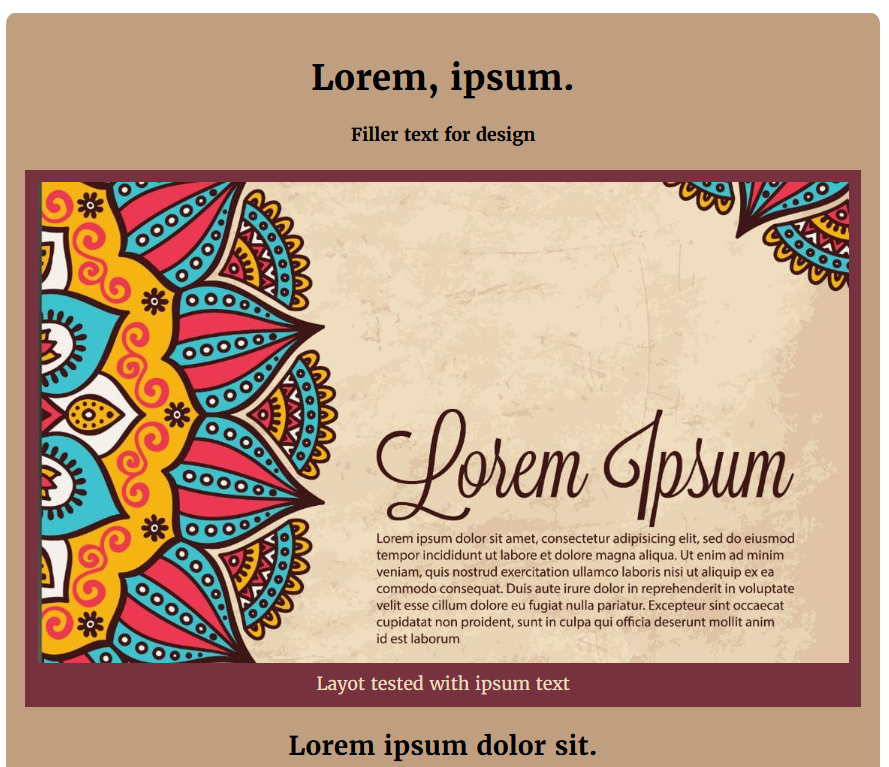 Lorem, ipsum.
Filler text for design
Lorem Ipsum
Lorem ipsum dolor sit amet, consectetur adipisicing elit, sed do eiusmod
tempor incididunt ut labore et dolore magna aliqua. Ut enim ad minim
veniam, quis nostrud exercitation ullamco laboris nisi ut aliquip ex ea
commodo consequat. Duis aute irure dolor in reprehenderit in voluptate
velit esse cillum dolore eu fugiat nulla pariatur. Excepteur sint occaecat
cupidatat non proident, sunt in culpa qui officia deserunt mollit anim
id est laborum
Layot tested with ipsum text
Lorem ipsum dolor sit.